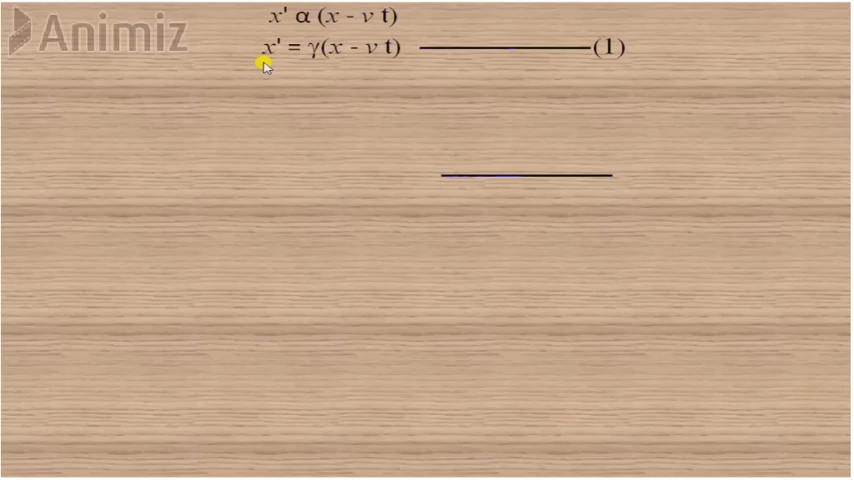 Animiz
x' α (x - v t)
x' = γ(x - v t) (1)